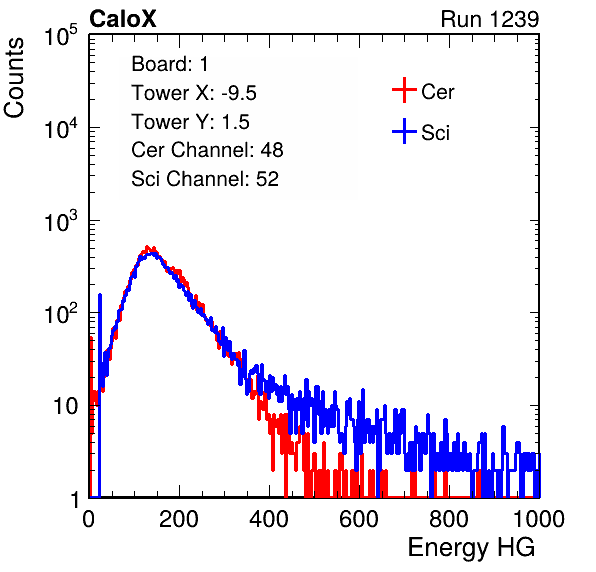 CaloX Run 1239
Counts
10^5
10^4
10^3
10^2
10
1
Board: 1
Tower X: -9.5
Tower Y: 1.5
Cer Channel: 48
Sci Channel: 52
Cer
Sci
0 200 400 600 800 1000
Energy HG